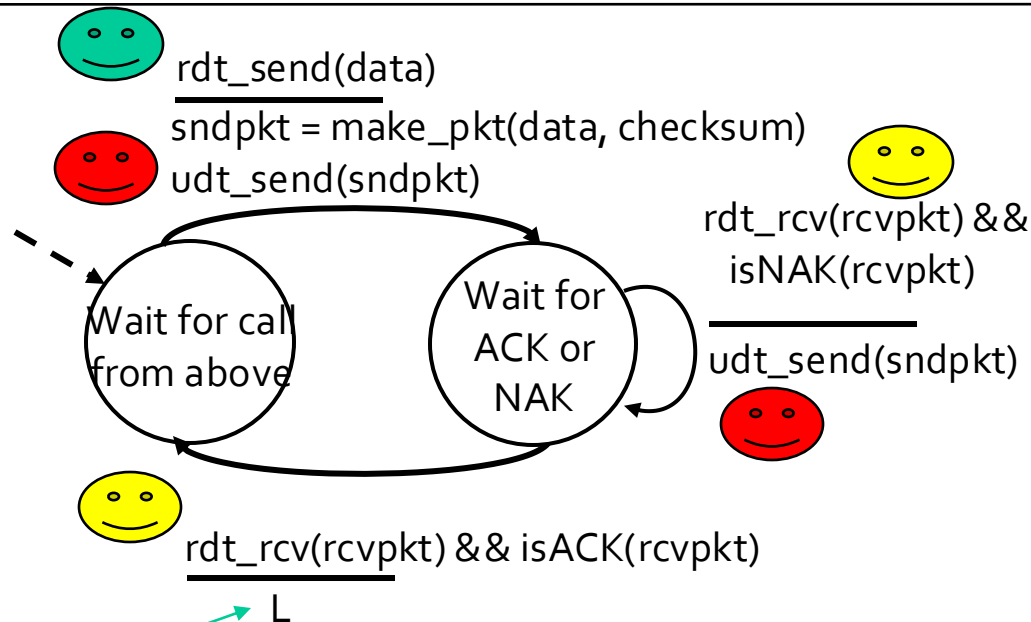 rdt_send(data)
sndpkt = make_pkt(data, checksum)
udt_send(sndpkt)
rdt_rcv(rcvpkt) &&
isNAK(rcvpkt)
udt_send(sndpkt)
Wait for call
from above
Wait for
ACK or
NAK
rdt_rcv(rcvpkt) && isACK(rcvpkt)
L